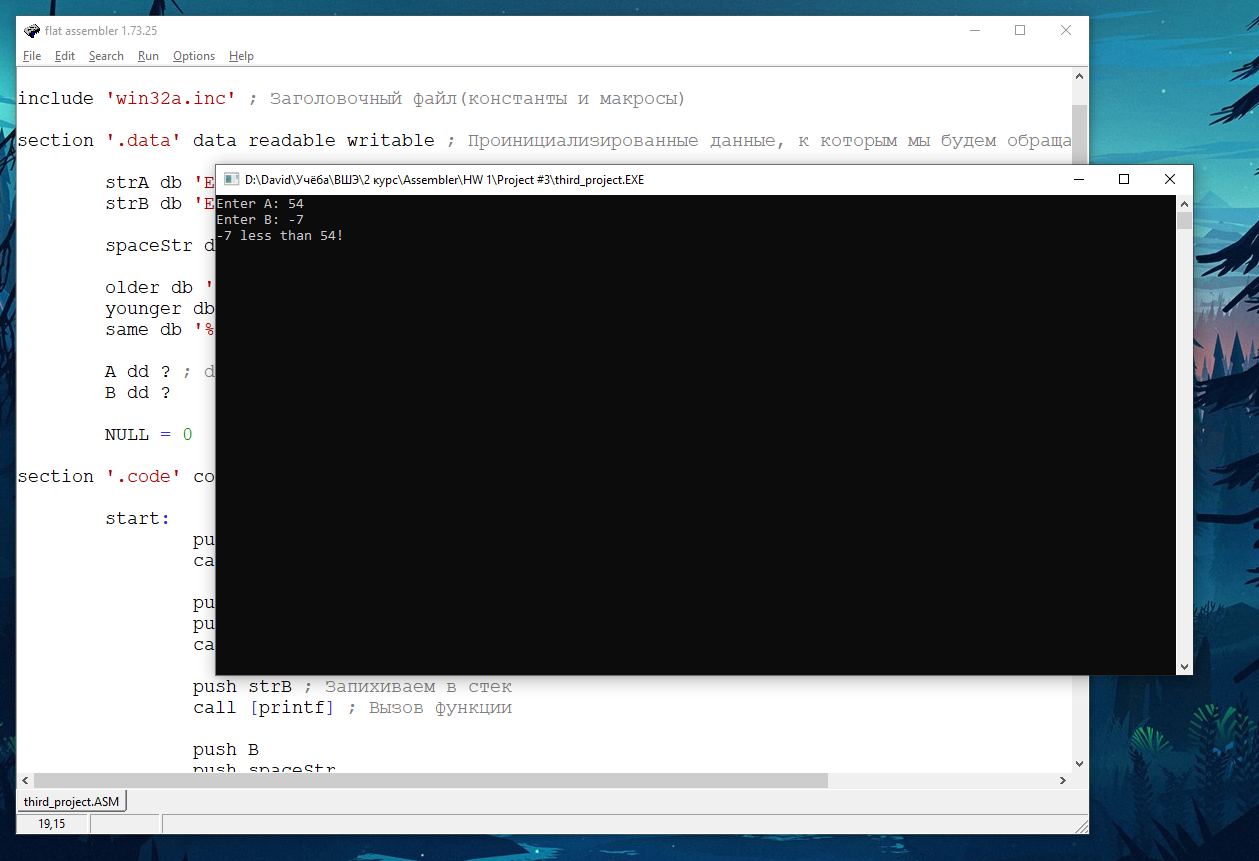 flat assembler 1.73.25
File Edit Search Run Options Help
include 'win32a.inc' ; Заголовочный файл(константы и макросы)
section '.data' data readable writable ; Проинициализированные данные, к которым мы будем обраща
D:\David\Учёба\ВШЭ\2 курс\Assembler\HW 1\Project #3\third_project.EXE
Enter A: 54
Enter B: -7
-7 less than 54!
strA db 'E
strB db 'E
spaceStr d
older db '
younger db
same db '%
A dd ? ; d
B dd ?
NULL = 0
section '.code' co
start:
pu
ca
pu
pu
ca
push strB ; Запихиваем в стек
call [printf] ; Вызов функции
push B
push spaceStr
third_project.ASM
19,15